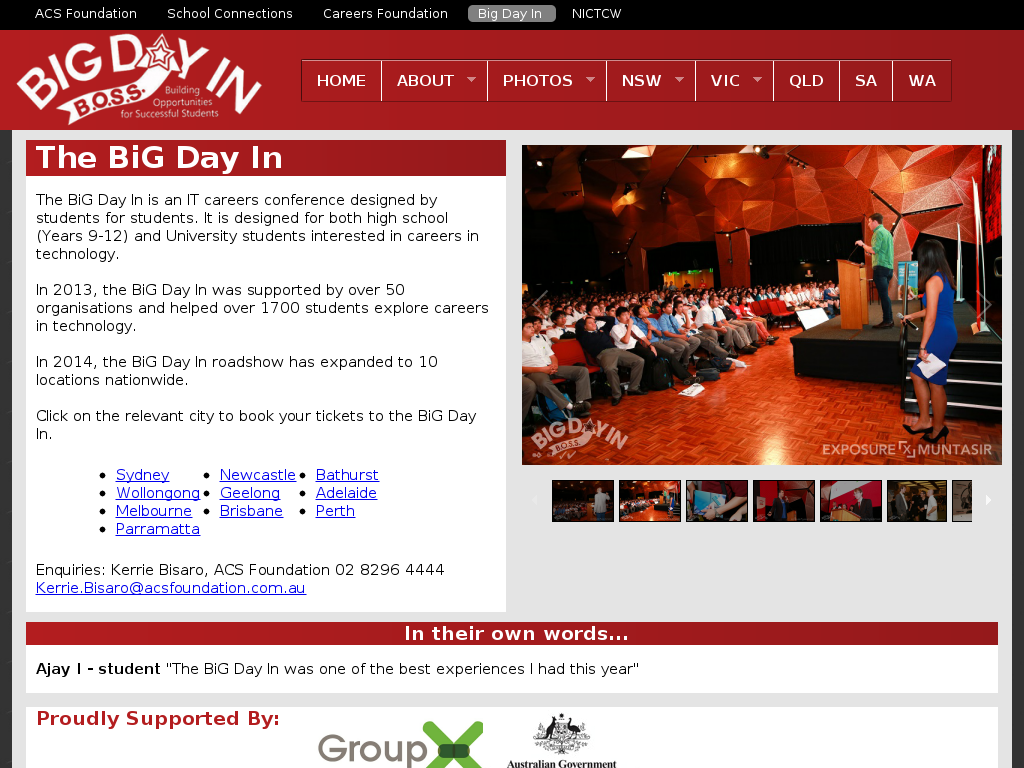 ACS Foundation School Connections Careers Foundation Big Day In NICTCW
BIG DAY IN
B.O.S.S.
Building
Opportunities
for Successful Students
HOME ABOUT PHOTOS NSW VIC QLD SA WA
The BiG Day In
The BiG Day In is an IT careers conference designed by
students for students. It is designed for both high school
(Years 9-12) and University students interested in careers in
technology.
In 2013, the BiG Day In was supported by over 50
organisations and helped over 1700 students explore careers
in technology.
In 2014, the BiG Day In roadshow has expanded to 10
locations nationwide.
Click on the relevant city to book your tickets to the BiG Day
In.
Sydney Newcastle Bathurst
Wollongong Geelong Adelaide
Melbourne Brisbane Perth
Parramatta
Enquiries: Kerrie Bisaro, ACS Foundation 02 8296 4444
Kerrie.Bisaro@acsfoundation.com.au
BIG DAY IN
B.O.S.S.
EXPOSURE MUNTASIR
In their own words...
Ajay I - student "The BiG Day In was one of the best experiences I had this year"
Proudly Supported By:
Group X
Australian Government